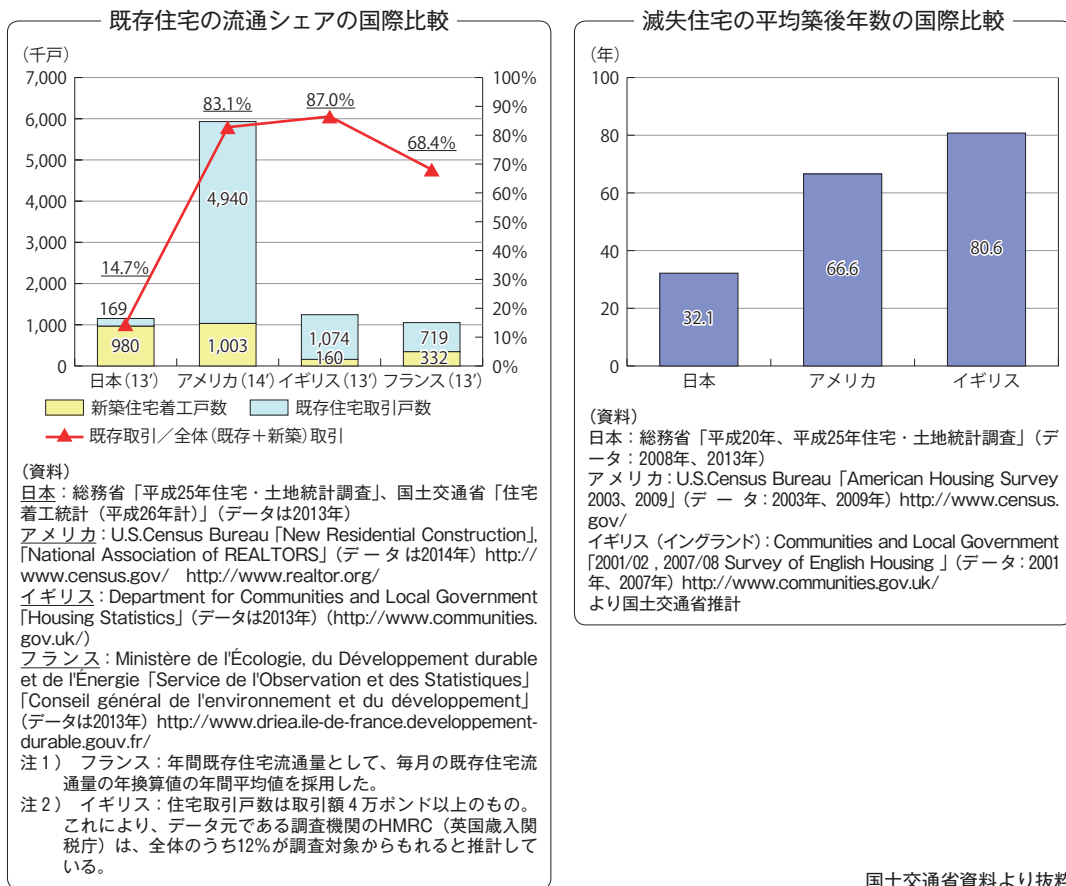 既存住宅の流通シェアの国際比較
（千戸）
7,000
6,000
5,000
4,000
3,000
2,000
1,000
0
100%
90%
80%
70%
60%
50%
40%
30%
20%
10%
0%
14.7%
83.1%
87.0%
68.4%
169
980
4,940
1,003
1,074
160
719
332
日本（13’） アメリカ（14’） イギリス（13’） フランス（13’）
新築住宅着工戸数 既存住宅取引戸数
既存取引／全体（既存＋新築）取引
（資料）
日本：総務省「平成25年住宅・土地統計調査」、国土交通省「住宅
着工統計（平成26年計）」（データは2013年）
アメリカ：U.S.Census Bureau「New Residential Construction」,
「National Association of REALTORS」（データは2014年）http://
www.census.gov/ http://www.realtor.org/
イギリス：Department for Communities and Local Government
「Housing Statistics」（データは2013年）（http://www.communities.
gov.uk/）
フランス：Ministère de l'Écologie, du Développement durable
et de l'Énergie「Service de l'Observation et des Statistiques」
「Conseil général de l'environnement et du développement」
（データは2013年）http://www.driea.ile-de-france.developpement-
durable.gouv.fr/
注１） フランス：年間既存住宅流通量として、毎月の既存住宅流
通量の年換算値の年間平均値を採用した。
注２） イギリス：住宅取引戸数は取引額４万ポンド以上のもの。
これにより、データ元である調査機関のHMRC（英国歳入関
税庁）は、全体のうち12％が調査対象からもれると推計して
いる。
滅失住宅の平均築後年数の国際比較
（年）
100
80
60
40
20
0
32.1
66.6
80.6
日本 アメリカ イギリス
（資料）
日本：総務省「平成20年、平成25年住宅・土地統計調査」（デ
ータ：2008年、2013年）
アメリカ：U.S.Census Bureau「American Housing Survey
2003、2009」（データ：2003年、2009年）http://www.census.
gov/
イギリス（イングランド）：Communities and Local Government
「2001/02 , 2007/08 Survey of English Housing 」（データ：2001
年、2007年）http://www.communities.gov.uk/
より国土交通省推計
国土交通省資料より抜粋